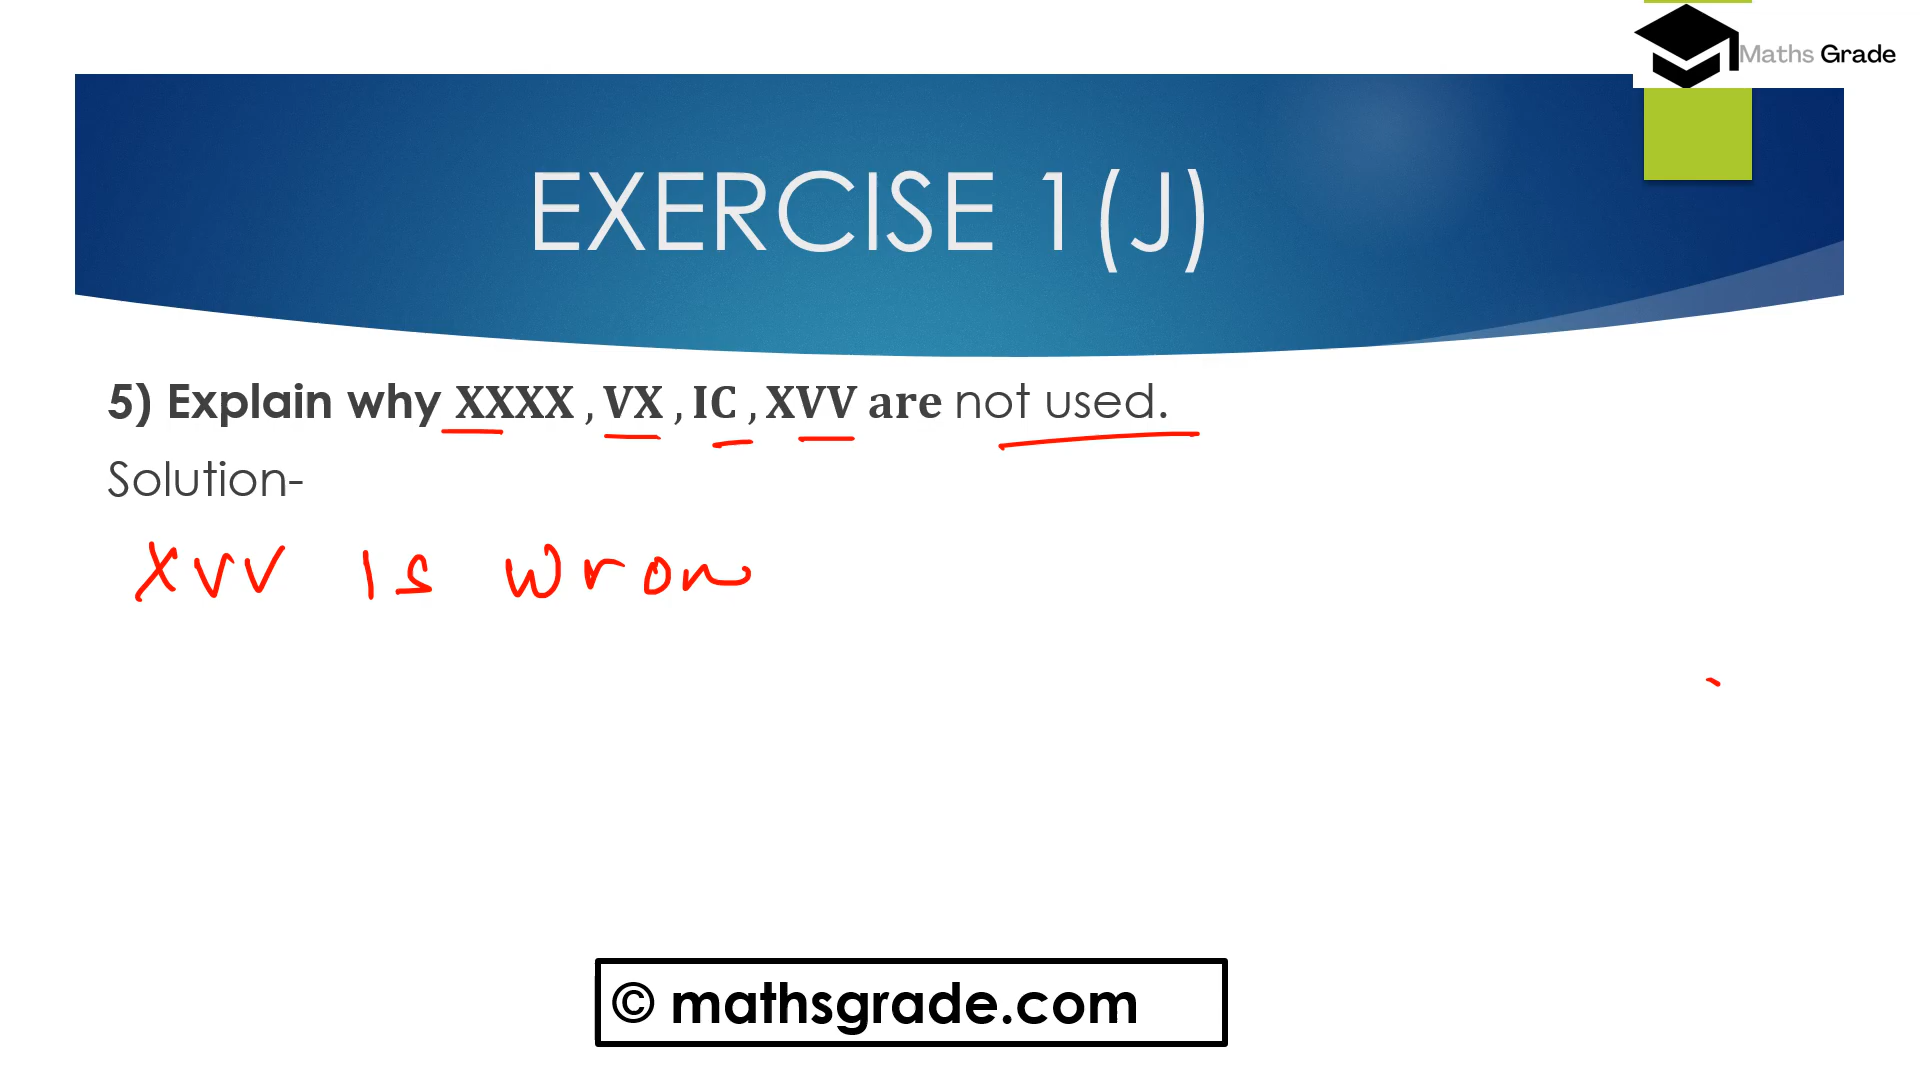 Maths Grade
EXERCISE 1(J)
5) Explain why XXXX , VX , IC , XVV are not used.
Solution-
XVV is wron
© mathsgrade.com